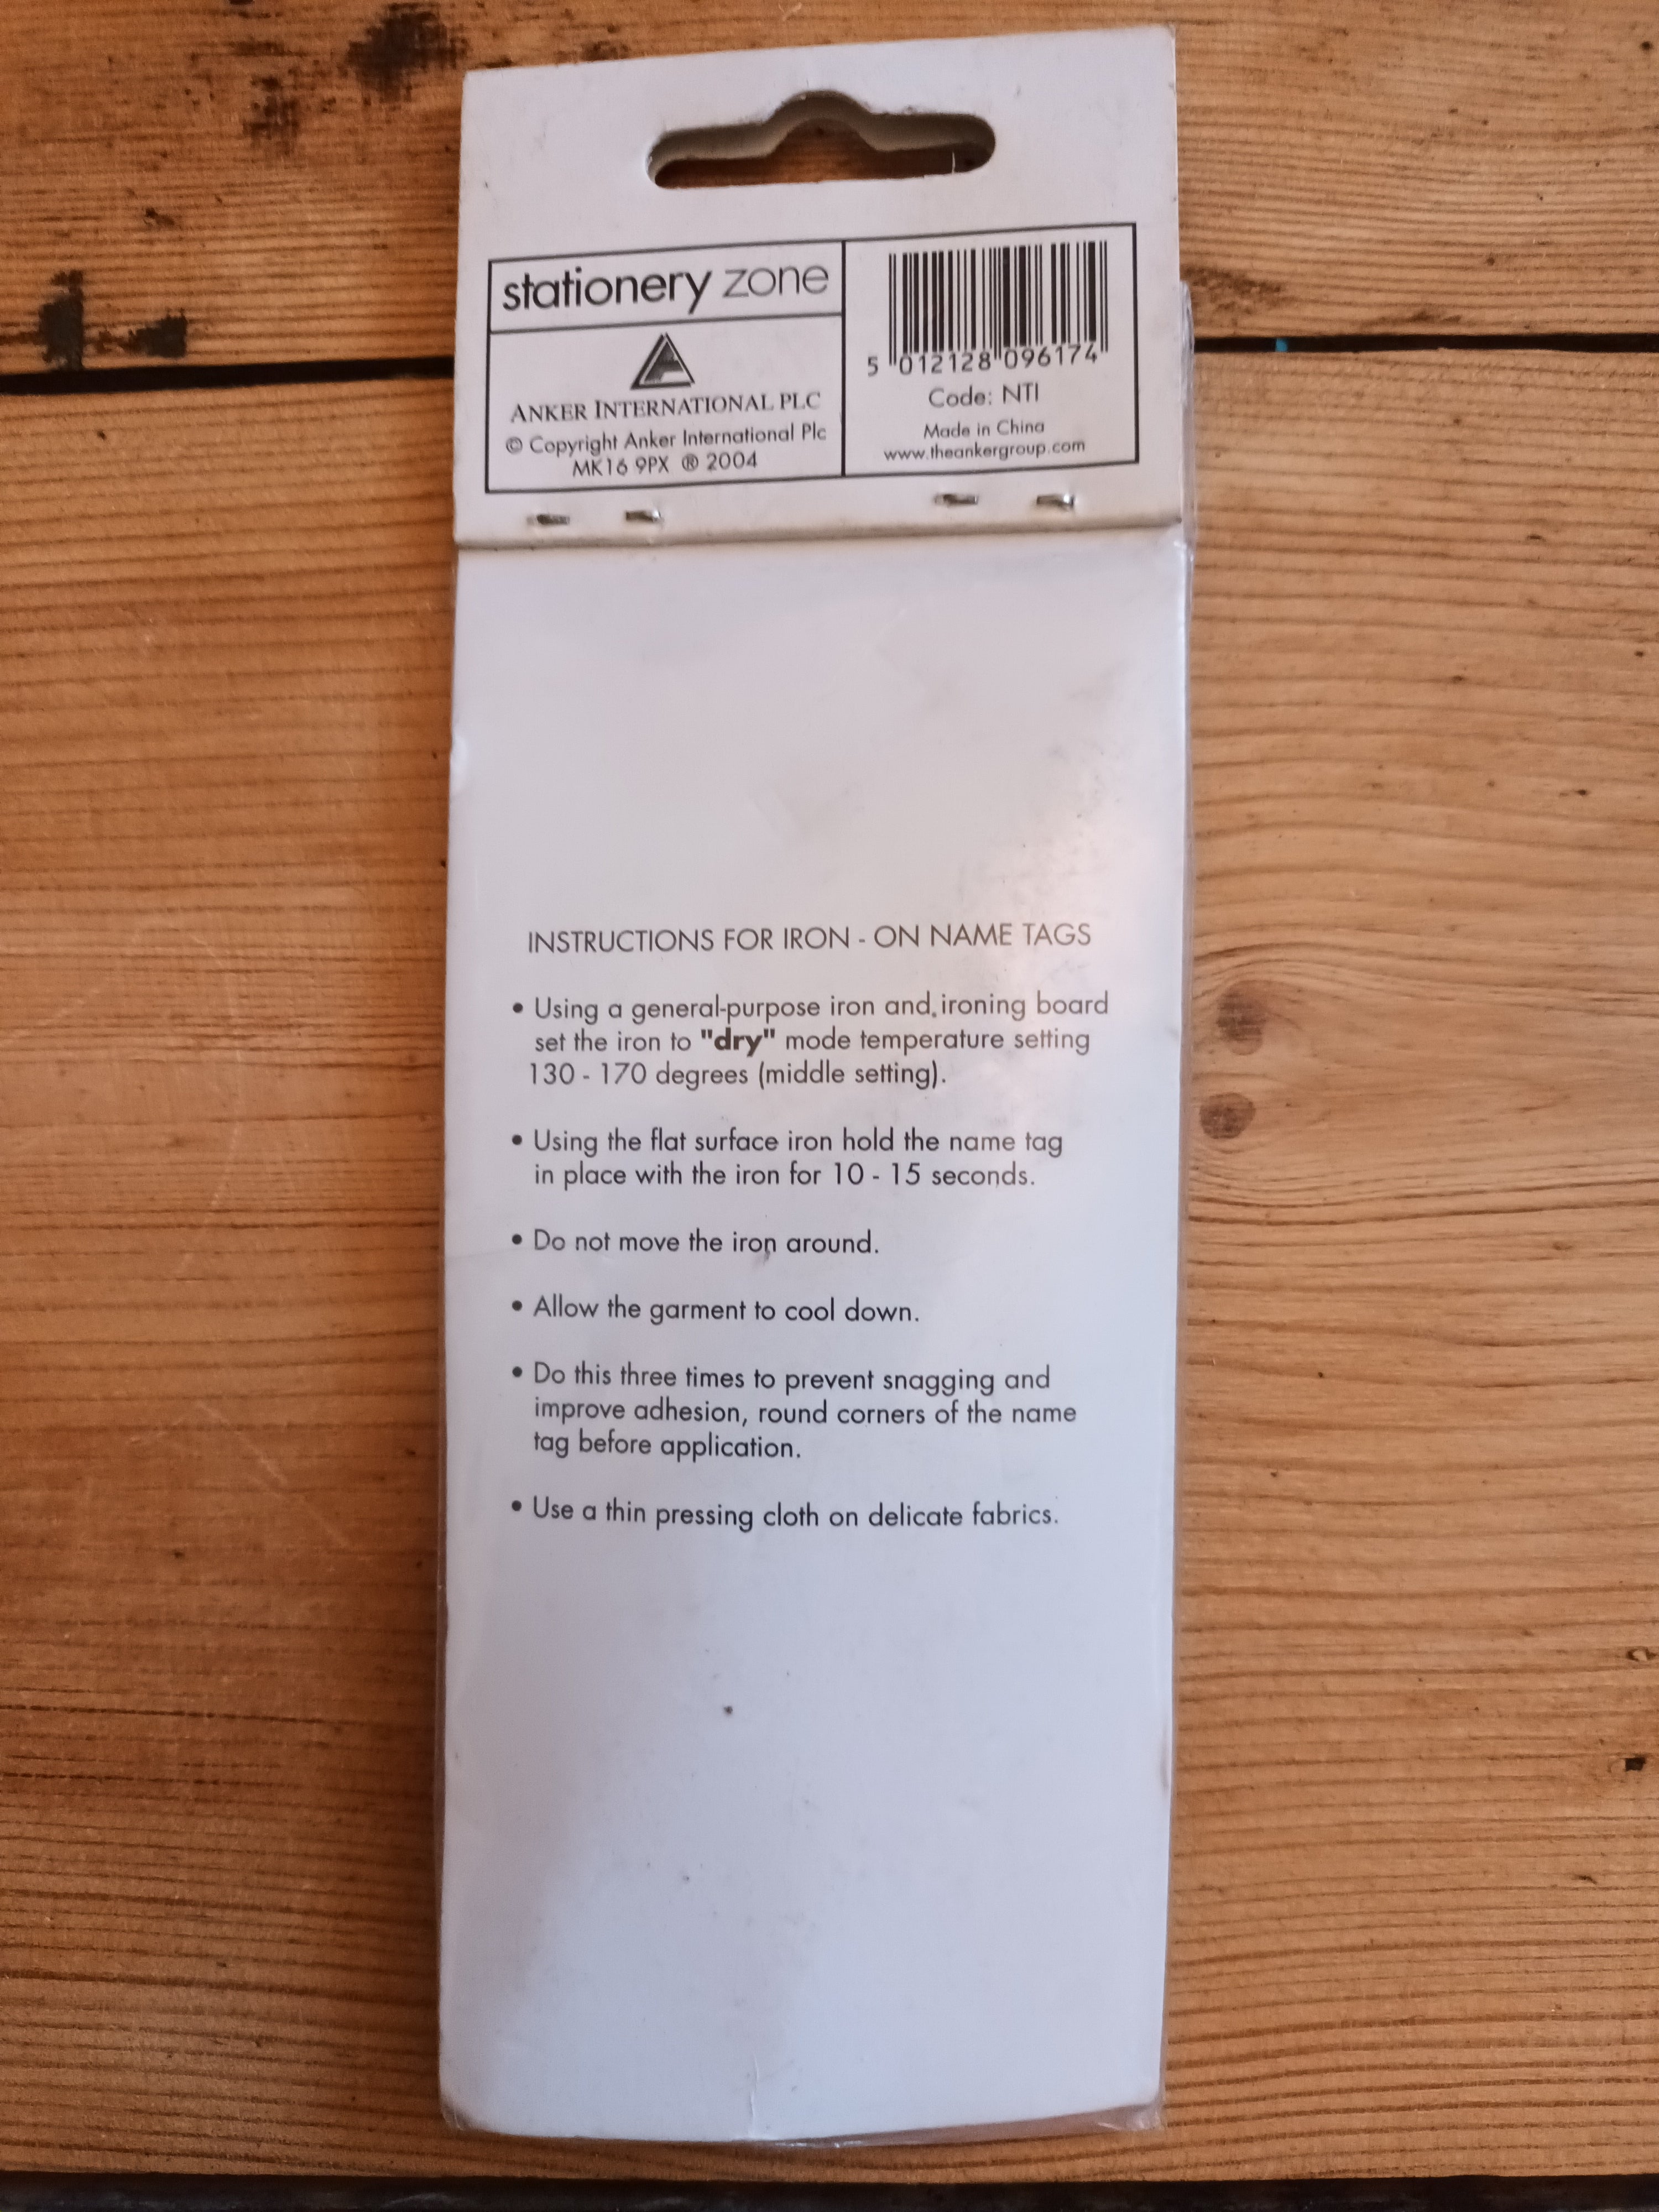 stationery zone
ANKER INTERNATIONAL PLC
© Copyright Anker International Plc
MK16 9PX ® 2004
5 012128 096174
Code: NTI
Made in China
www.theankergroup.com
INSTRUCTIONS FOR IRON - ON NAME TAGS
• Using a general-purpose iron and ironing board
set the iron to "dry" mode temperature setting
130 - 170 degrees (middle setting).
• Using the flat surface iron hold the name tag
in place with the iron for 10 - 15 seconds.
• Do not move the iron around.
• Allow the garment to cool down.
• Do this three times to prevent snagging and
improve adhesion, round corners of the name
tag before application.
• Use a thin pressing cloth on delicate fabrics.